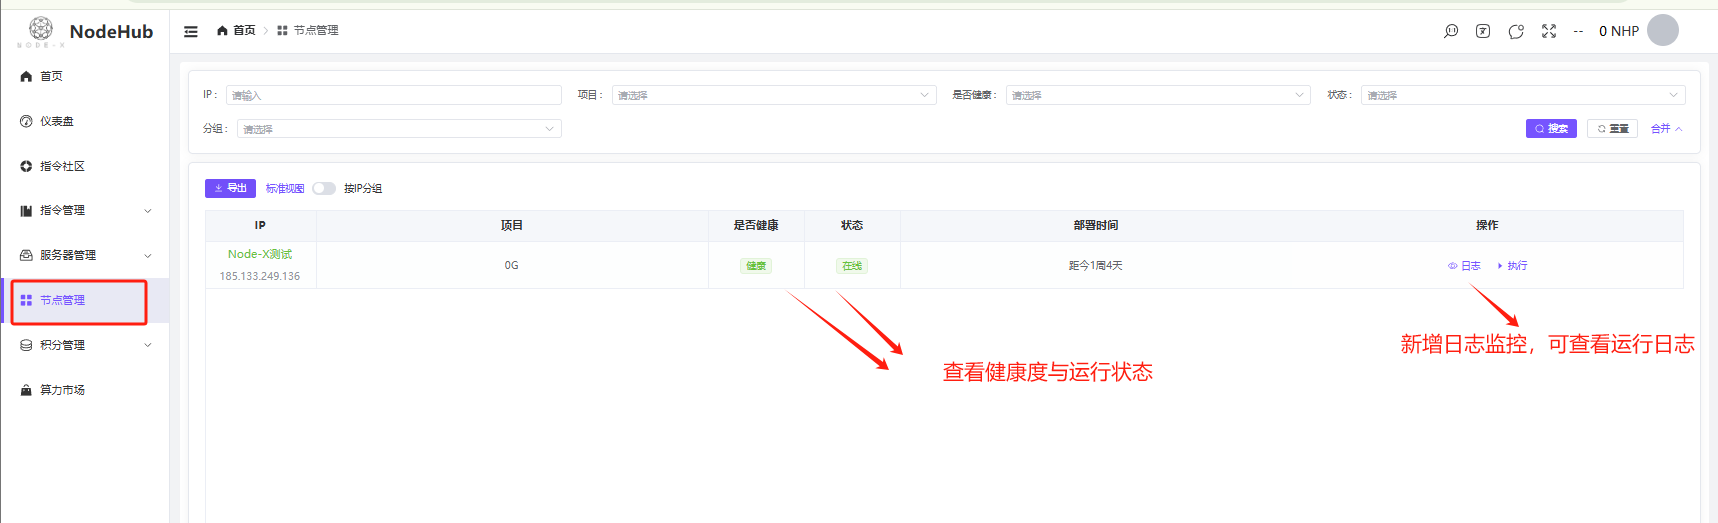 NODE-X
NodeHub
首页
节点管理
-- 0 NHP
首页
仪表盘
指令社区
指令管理
服务器管理
节点管理
积分管理
算力市场
IP： 请输入
项目： 请选择
是否健康： 请选择
状态： 请选择
分组： 请选择
搜索
重置
合并
导出
标准视图
按IP分组
IP 项目 是否健康 状态 部署时间 操作
Node-X测试
185.133.249.136
0G 健康 在线 距今1周4天 日志 执行
新增日志监控，可查看运行日志
查看健康度与运行状态